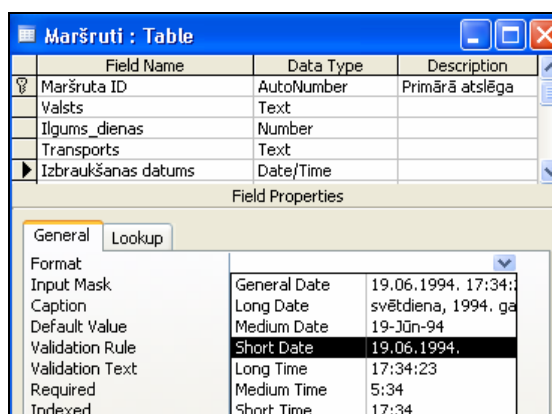 Maršruti : Table
Field Name Data Type Description
Maršruta ID AutoNumber Primārā atslēga
Valsts Text
Ilgums_dienas Number
Transports Text
Izbraukšanas datums Date/Time
Field Properties
General Lookup
Format
Input Mask General Date 19.06.1994. 17:34:
Caption Long Date svētdiena, 1994. ga
Default Value Medium Date 19-Jūn-94
Validation Rule Short Date 19.06.1994.
Validation Text Long Time 17:34:23
Required Medium Time 5:34
Indexed Short Time 17:34